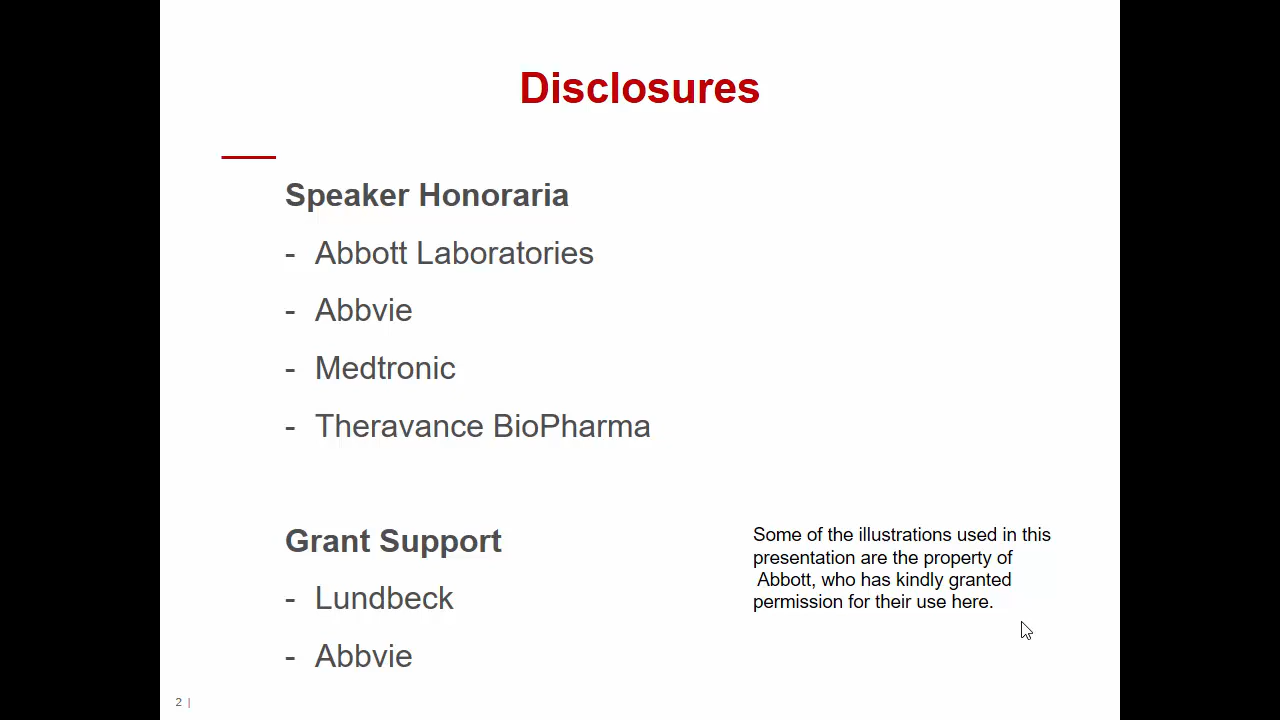 Disclosures
Speaker Honoraria
- Abbott Laboratories
- Abbvie
- Medtronic
- Theravance BioPharma
Grant Support
- Lundbeck
- Abbvie
Some of the illustrations used in this
presentation are the property of
Abbott, who has kindly granted
permission for their use here.
2 |